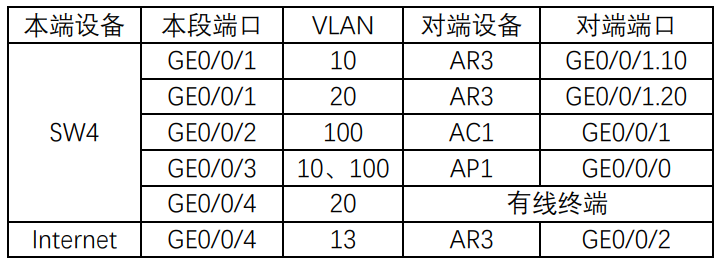 本端设备 本段端口 VLAN 对端设备 对端端口
SW4 GE0/0/1 10 AR3 GE0/0/1.10
GE0/0/1 20 AR3 GE0/0/1.20
GE0/0/2 100 AC1 GE0/0/1
GE0/0/3 10、100 AP1 GE0/0/0
GE0/0/4 20 有线终端
Internet GE0/0/4 13 AR3 GE0/0/2